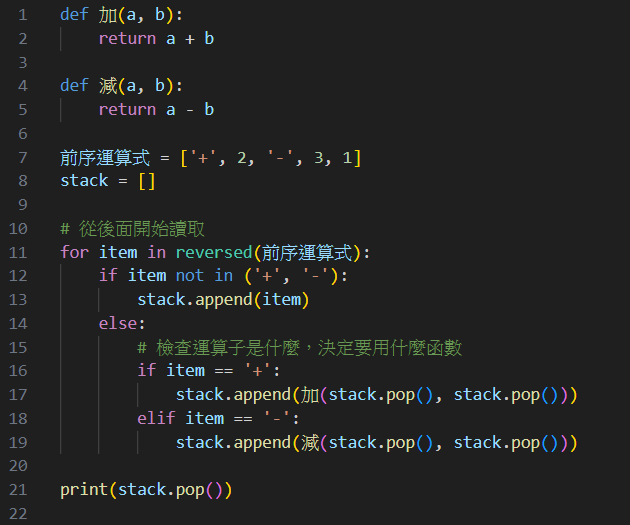 1 def 加(a, b):
2     return a + b
3
4 def 減(a, b):
5     return a - b
6
7 前序運算式 = ['+', 2, '-', 3, 1]
8 stack = []
9
10 # 從後面開始讀取
11 for item in reversed(前序運算式):
12     if item not in ('+', '-'):
13         stack.append(item)
14     else:
15         # 檢查運算子是什麼，決定要用什麼函數
16         if item == '+':
17             stack.append(加(stack.pop(), stack.pop()))
18         elif item == '-':
19             stack.append(減(stack.pop(), stack.pop()))
20
21 print(stack.pop())
22